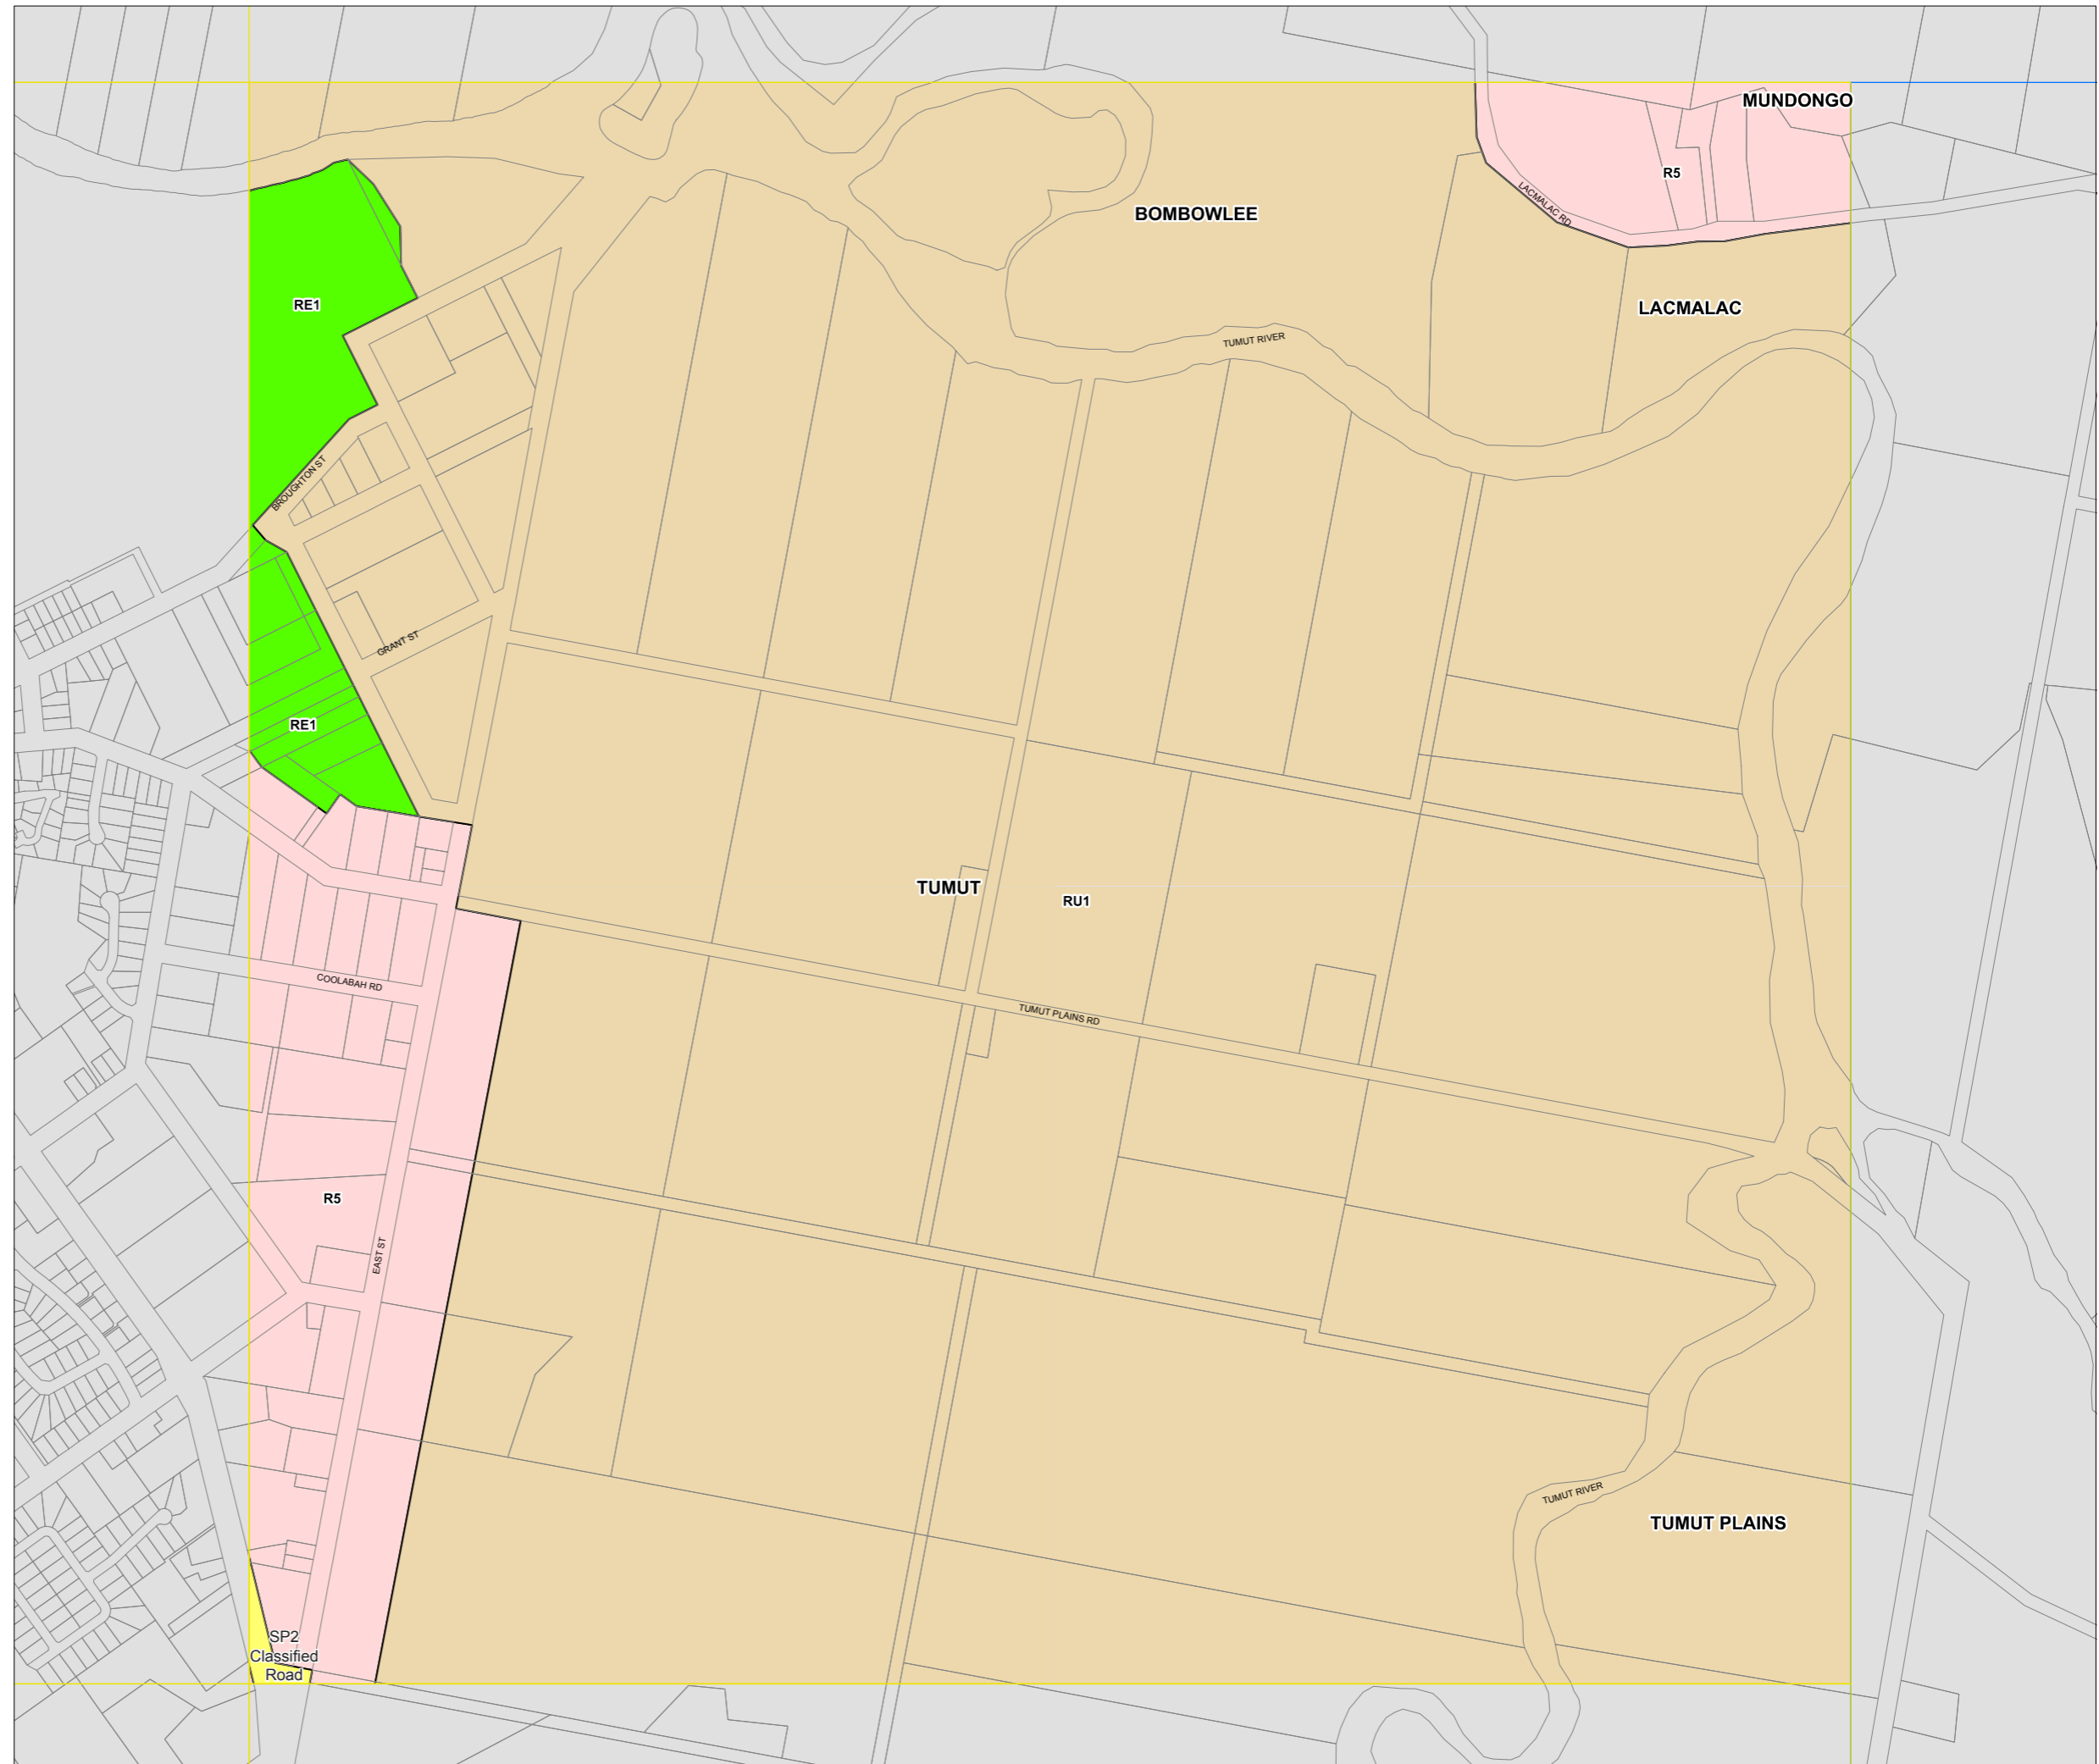 MUNDONGO
R5
LACMALAC RD
BOMBOWLEE
RE1
LACMALAC
TUMUT RIVER
BROUGHTON ST
GRANT ST
RE1
TUMUT
RU1
COOLABAH RD
TUMUT PLAINS RD
R5
EAST ST
TUMUT RIVER
TUMUT PLAINS
SP2
Classified
Road